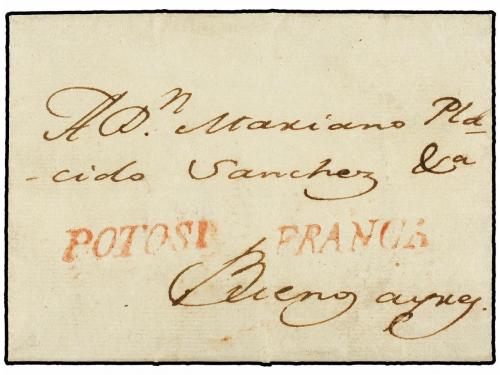 A D.n Mariano Pla-
-cido Sanchez &a
POTOSI FRANCA
Buenos ayres.